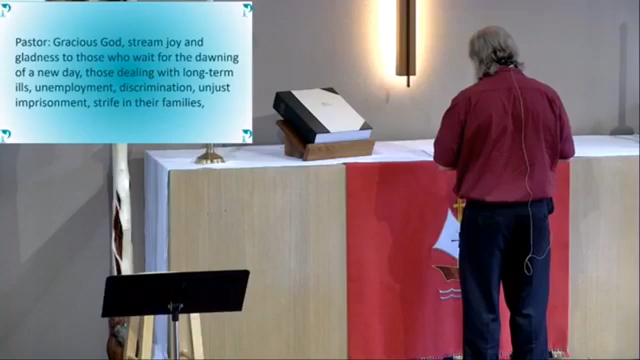 Pastor: Gracious God, stream joy and
gladness to those who wait for the dawning
of a new day, those dealing with long-term
ills, unemployment, discrimination, unjust
imprisonment, strife in their families,